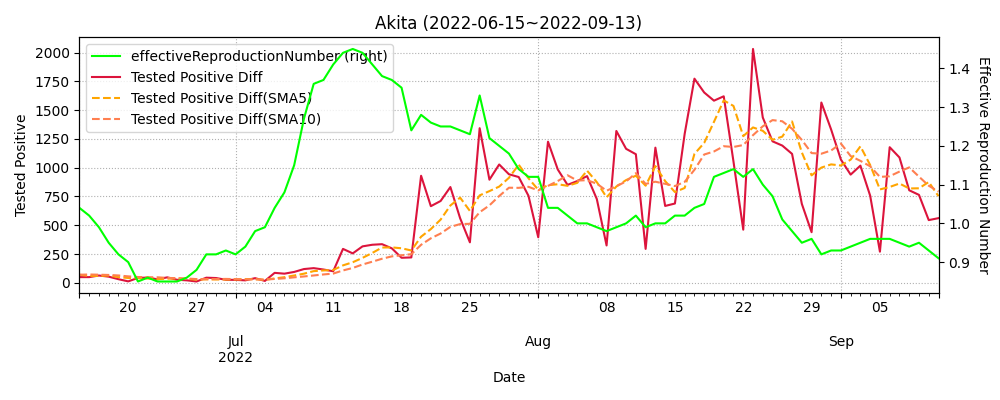 Akita (2022-06-15~2022-09-13)
effectiveReproductionNumber (right)
Tested Positive Diff
Tested Positive Diff(SMA5)
Tested Positive Diff(SMA10)
Tested Positive
2000
1750
1500
1250
1000
750
500
250
0
1.4
1.3
1.2
1.1
1.0
0.9
Effective Reproduction Number
20 27 04 11 18 25 08 15 22 29 05
Jul Aug Sep
2022
Date